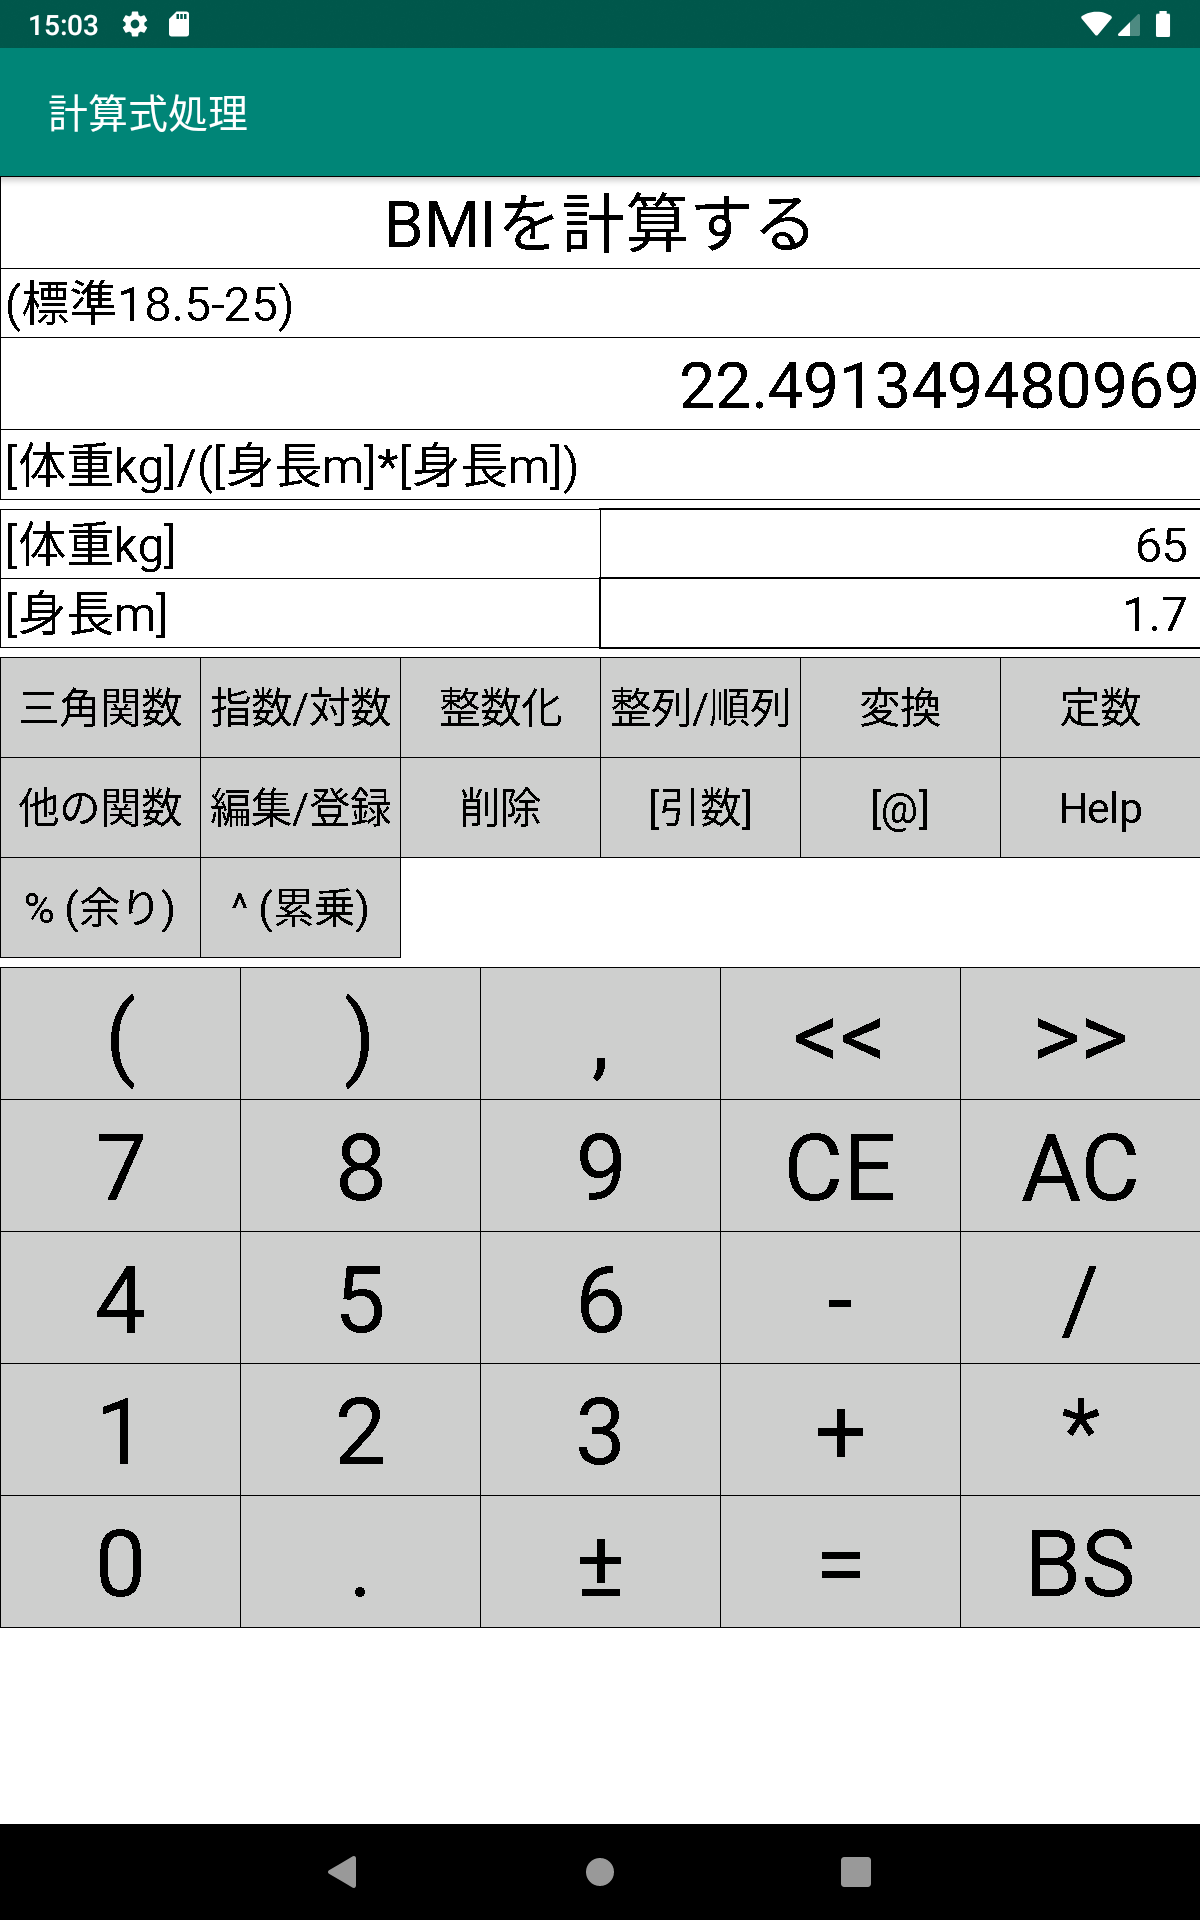 15:03
計算式処理
BMIを計算する
(標準18.5-25)
22.491349480969
[体重kg]/([身長m]*[身長m])
[体重kg] 65
[身長m] 1.7
三角関数 指数/対数 整数化 整列/順列 変換 定数
他の関数 編集/登録 削除 [引数] [@] Help
% (余り) ^ (累乗)
( ) , << >>
7 8 9 CE AC
4 5 6 - /
1 2 3 + *
0 . ± = BS